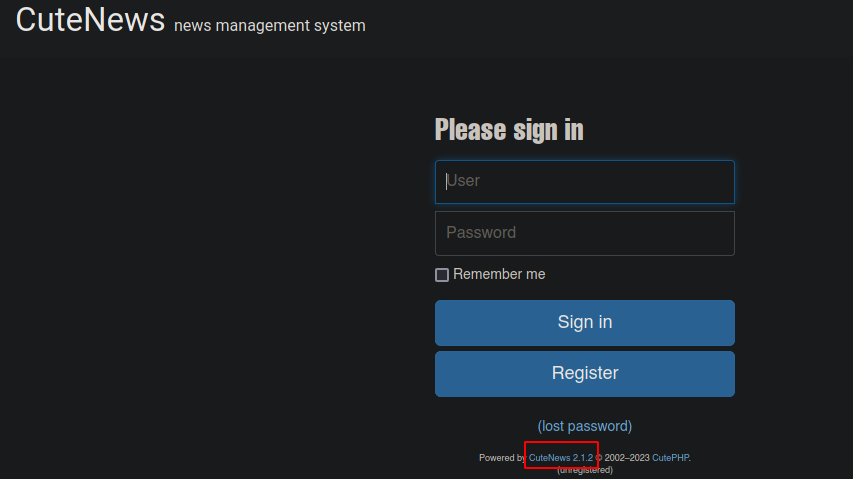 CuteNews news management system
Please sign in
User
Password
Remember me
Sign in
Register
(lost password)
Powered by CuteNews 2.1.2 © 2002–2023 CutePHP.
(unregistered)